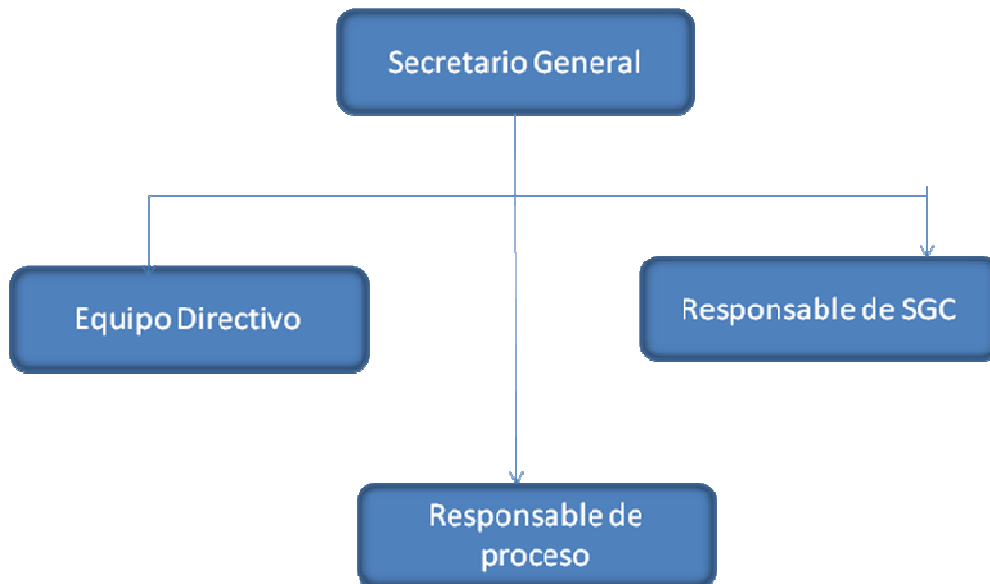 Secretario General
Equipo Directivo
Responsable de SGC
Responsable de
proceso